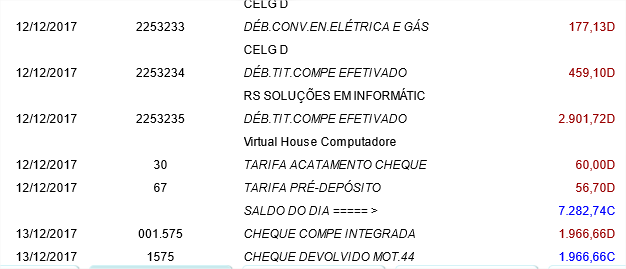 CELG D
12/12/2017 2253233 DÉB.CONV.EN.ELÉTRICA E GÁS 177,13D
CELG D
12/12/2017 2253234 DÉB.TIT.COMPE EFETIVADO 459,10D
RS SOLUÇÕES EM INFORMÁTIC
12/12/2017 2253235 DÉB.TIT.COMPE EFETIVADO 2.901,72D
Virtual House Computadore
12/12/2017 30 TARIFA ACATAMENTO CHEQUE 60,00D
12/12/2017 67 TARIFA PRÉ-DEPÓSITO 56,70D
SALDO DO DIA ===== > 7.282,74C
13/12/2017 001.575 CHEQUE COMPE INTEGRADA 1.966,66D
13/12/2017 1575 CHEQUE DEVOLVIDO MOT.44 1.966,66C